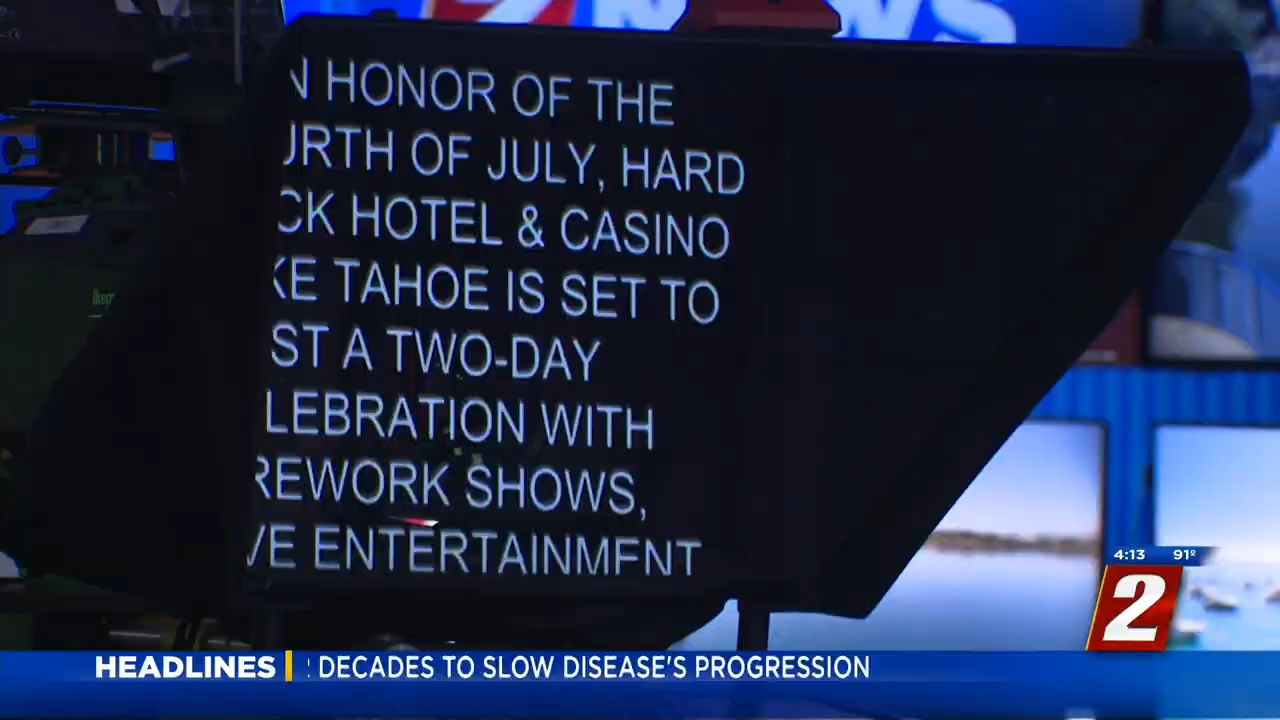 NEWS
N HONOR OF THE
URTH OF JULY, HARD
CK HOTEL & CASINO
KE TAHOE IS SET TO
ST A TWO-DAY
LEBRATION WITH
REWORK SHOWS,
VE ENTERTAINMENT
4:13 91º
2
HEADLINES DECADES TO SLOW DISEASE'S PROGRESSION